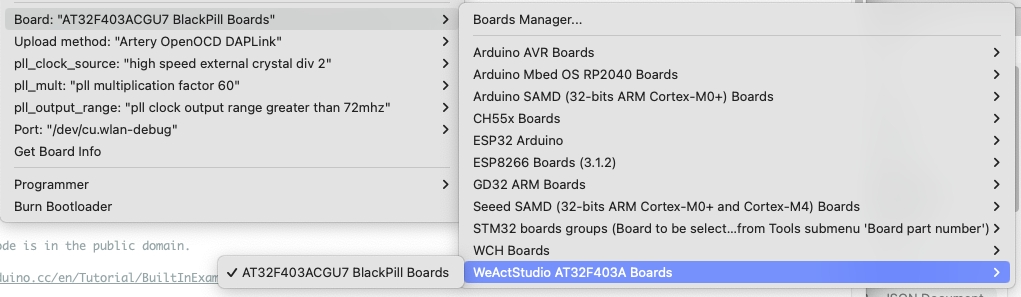 Board: "AT32F403ACGU7 BlackPill Boards"
Upload method: "Artery OpenOCD DAPLink"
pll_clock_source: "high speed external crystal div 2"
pll_mult: "pll multiplication factor 60"
pll_output_range: "pll clock output range greater than 72mhz"
Port: "/dev/cu.wlan-debug"
Get Board Info
Programmer
Burn Bootloader
Boards Manager...
Arduino AVR Boards
Arduino Mbed OS RP2040 Boards
Arduino SAMD (32-bits ARM Cortex-M0+) Boards
CH55x Boards
ESP32 Arduino
ESP8266 Boards (3.1.2)
GD32 ARM Boards
Seeed SAMD (32-bits ARM Cortex-M0+ and Cortex-M4) Boards
STM32 boards groups (Board to be select...from Tools submenu 'Board part number')
WCH Boards
WeActStudio AT32F403A Boards
✓ AT32F403ACGU7 BlackPill Boards
ode is in the public domain.
duino.cc/en/Tutorial/BuiltInExam
JSON Document